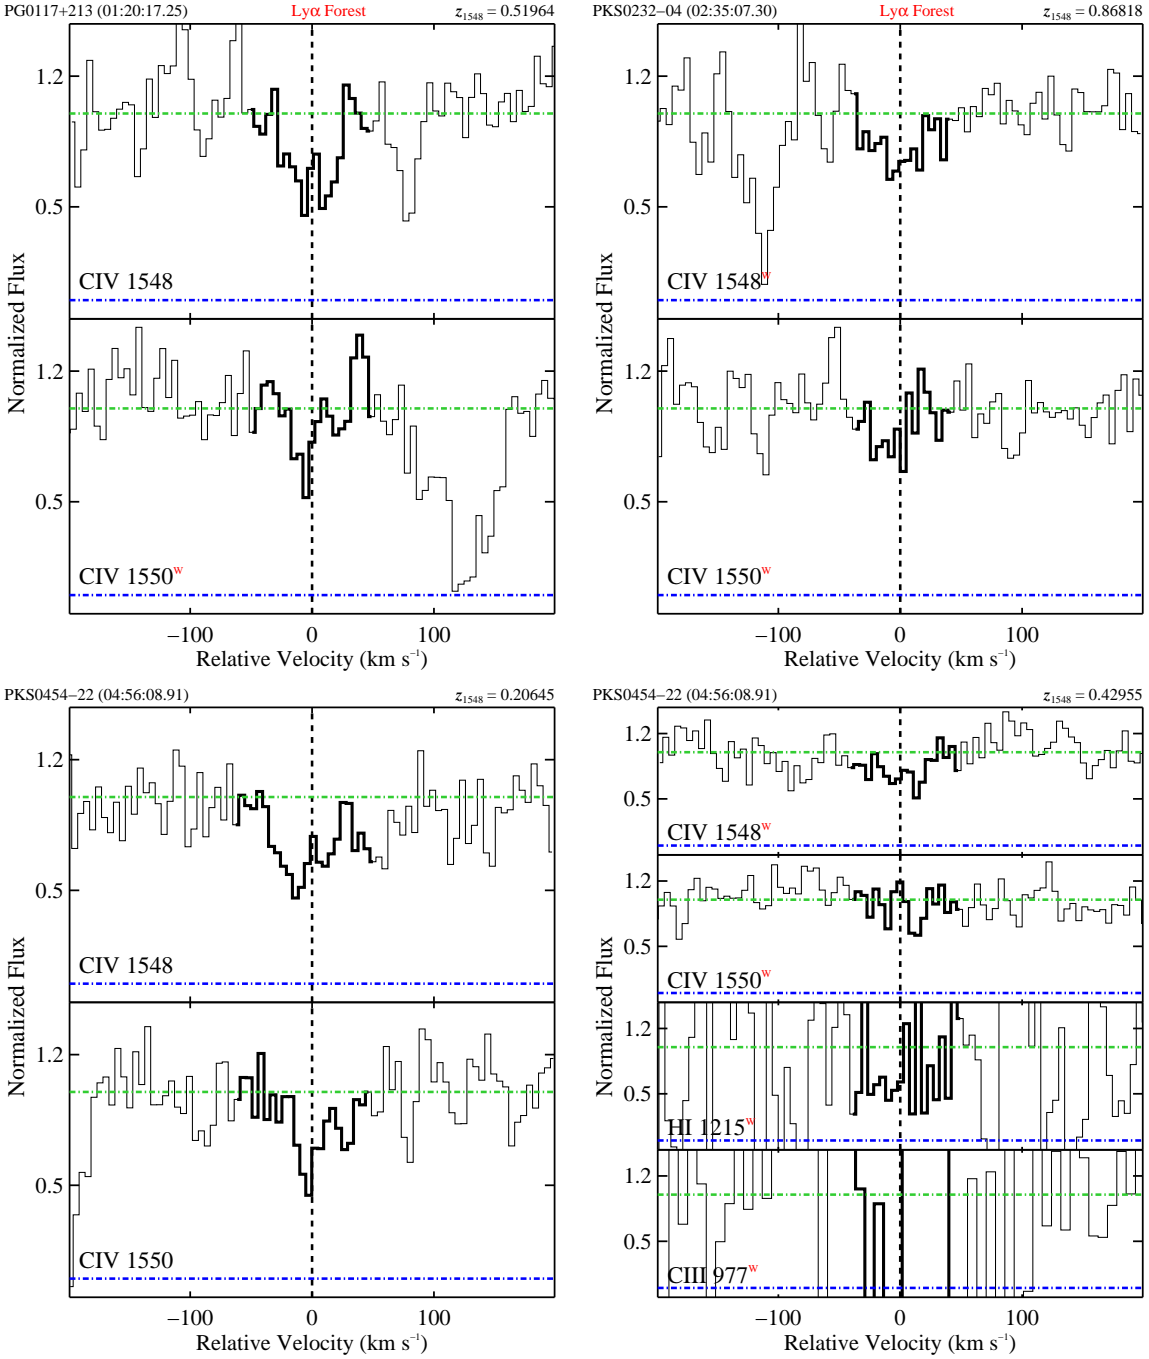 PG0117+213 (01:20:17.25) Lyα Forest z1548 = 0.51964
1.2
0.5
CIV 1548
1.2
0.5
CIV 1550w
Normalized Flux
−100 0 100
Relative Velocity (km s−1)
PKS0232−04 (02:35:07.30) Lyα Forest z1548 = 0.86818
1.2
0.5
CIV 1548w
1.2
0.5
CIV 1550w
Normalized Flux
−100 0 100
Relative Velocity (km s−1)
PKS0454−22 (04:56:08.91) z1548 = 0.20645
1.2
0.5
CIV 1548
1.2
0.5
CIV 1550
Normalized Flux
−100 0 100
Relative Velocity (km s−1)
PKS0454−22 (04:56:08.91) z1548 = 0.42955
1.2
0.5
CIV 1548w
1.2
0.5
CIV 1550w
1.2
0.5
HI 1215w
1.2
0.5
CIII 977w
Normalized Flux
−100 0 100
Relative Velocity (km s−1)